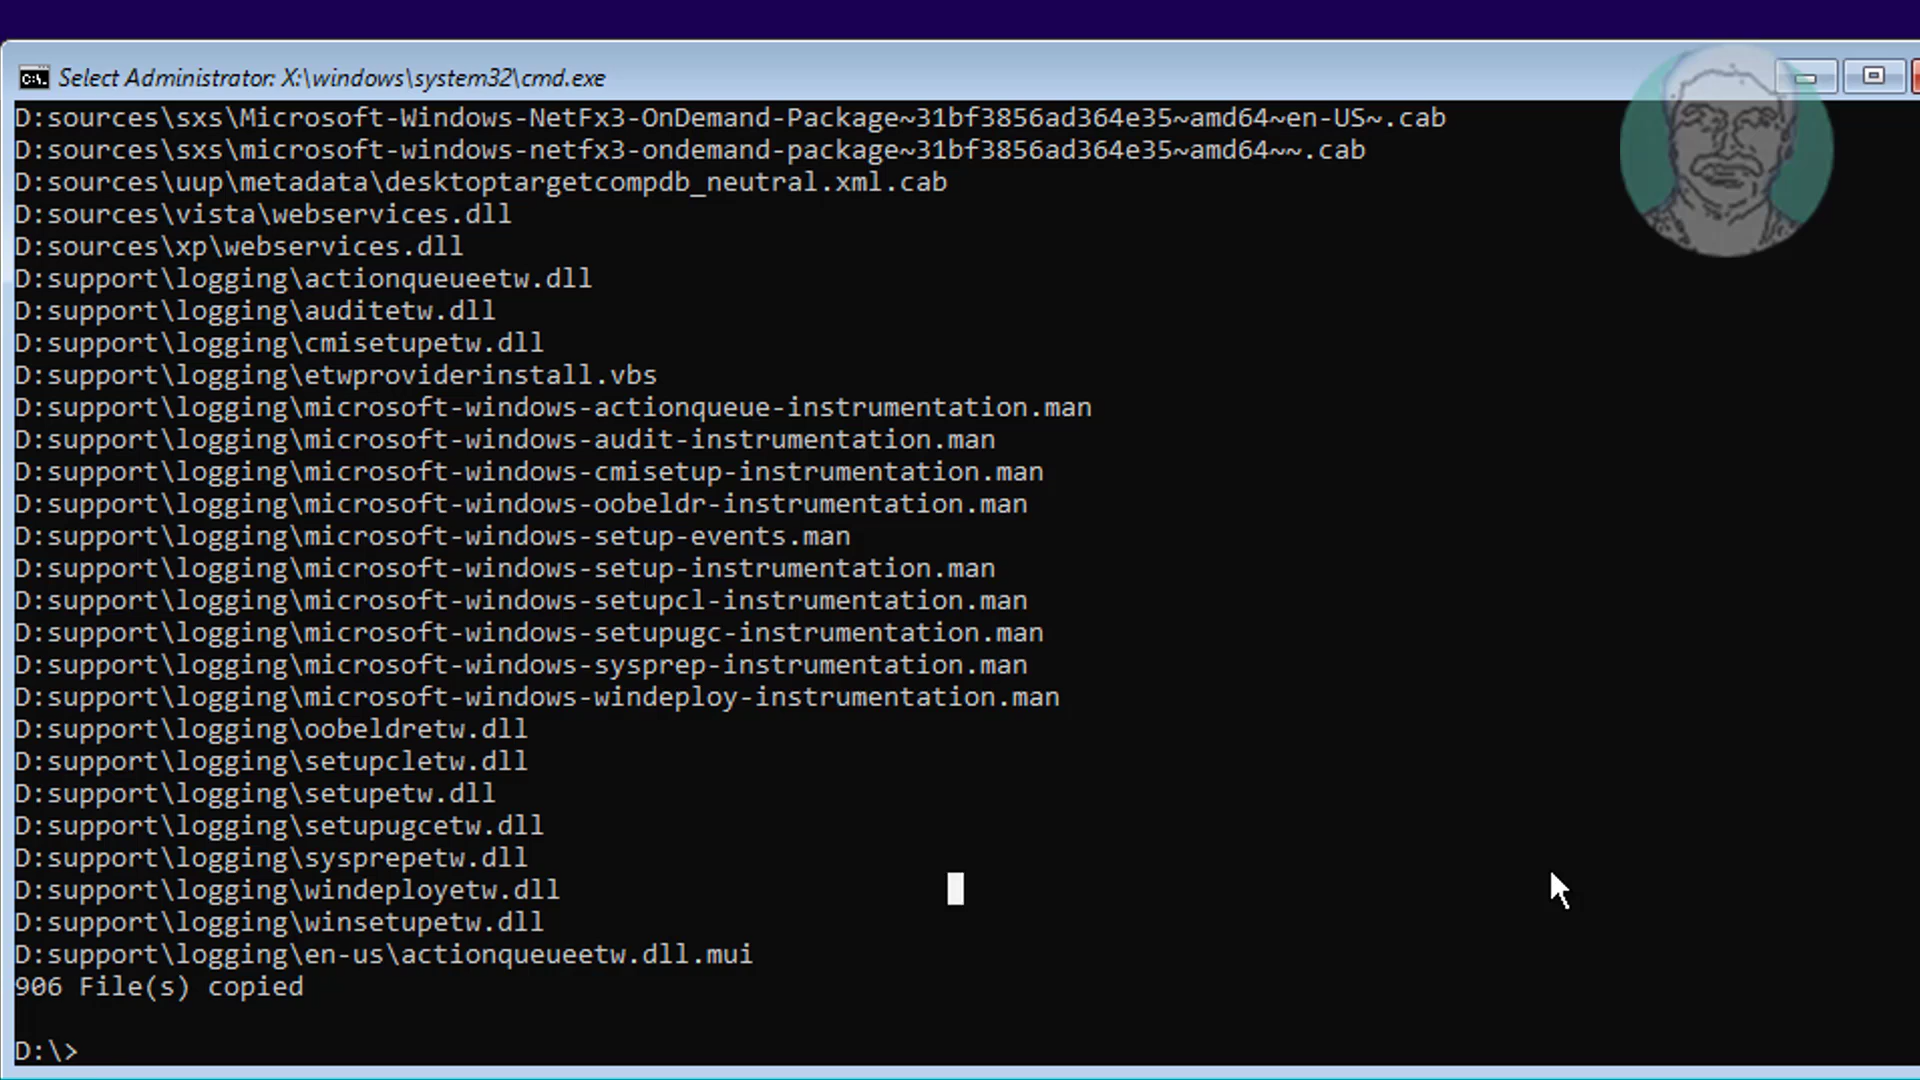 Select Administrator: X:\windows\system32\cmd.exe
D:sources\sxs\Microsoft-Windows-NetFx3-OnDemand-Package~31bf3856ad364e35~amd64~en-US~.cab
D:sources\sxs\microsoft-windows-netfx3-ondemand-package~31bf3856ad364e35~amd64~~.cab
D:sources\uup\metadata\desktoptargetcompdb_neutral.xml.cab
D:sources\vista\webservices.dll
D:sources\xp\webservices.dll
D:support\logging\actionqueueetw.dll
D:support\logging\auditetw.dll
D:support\logging\cmisetupetw.dll
D:support\logging\etwproviderinstall.vbs
D:support\logging\microsoft-windows-actionqueue-instrumentation.man
D:support\logging\microsoft-windows-audit-instrumentation.man
D:support\logging\microsoft-windows-cmisetup-instrumentation.man
D:support\logging\microsoft-windows-oobeldr-instrumentation.man
D:support\logging\microsoft-windows-setup-events.man
D:support\logging\microsoft-windows-setup-instrumentation.man
D:support\logging\microsoft-windows-setupcl-instrumentation.man
D:support\logging\microsoft-windows-setupugc-instrumentation.man
D:support\logging\microsoft-windows-sysprep-instrumentation.man
D:support\logging\microsoft-windows-windeploy-instrumentation.man
D:support\logging\oobeldretw.dll
D:support\logging\setupcletw.dll
D:support\logging\setupetw.dll
D:support\logging\setupugcetw.dll
D:support\logging\sysprepetw.dll
D:support\logging\windeployetw.dll
D:support\logging\winsetupetw.dll
D:support\logging\en-us\actionqueueetw.dll.mui
906 File(s) copied
D:\>